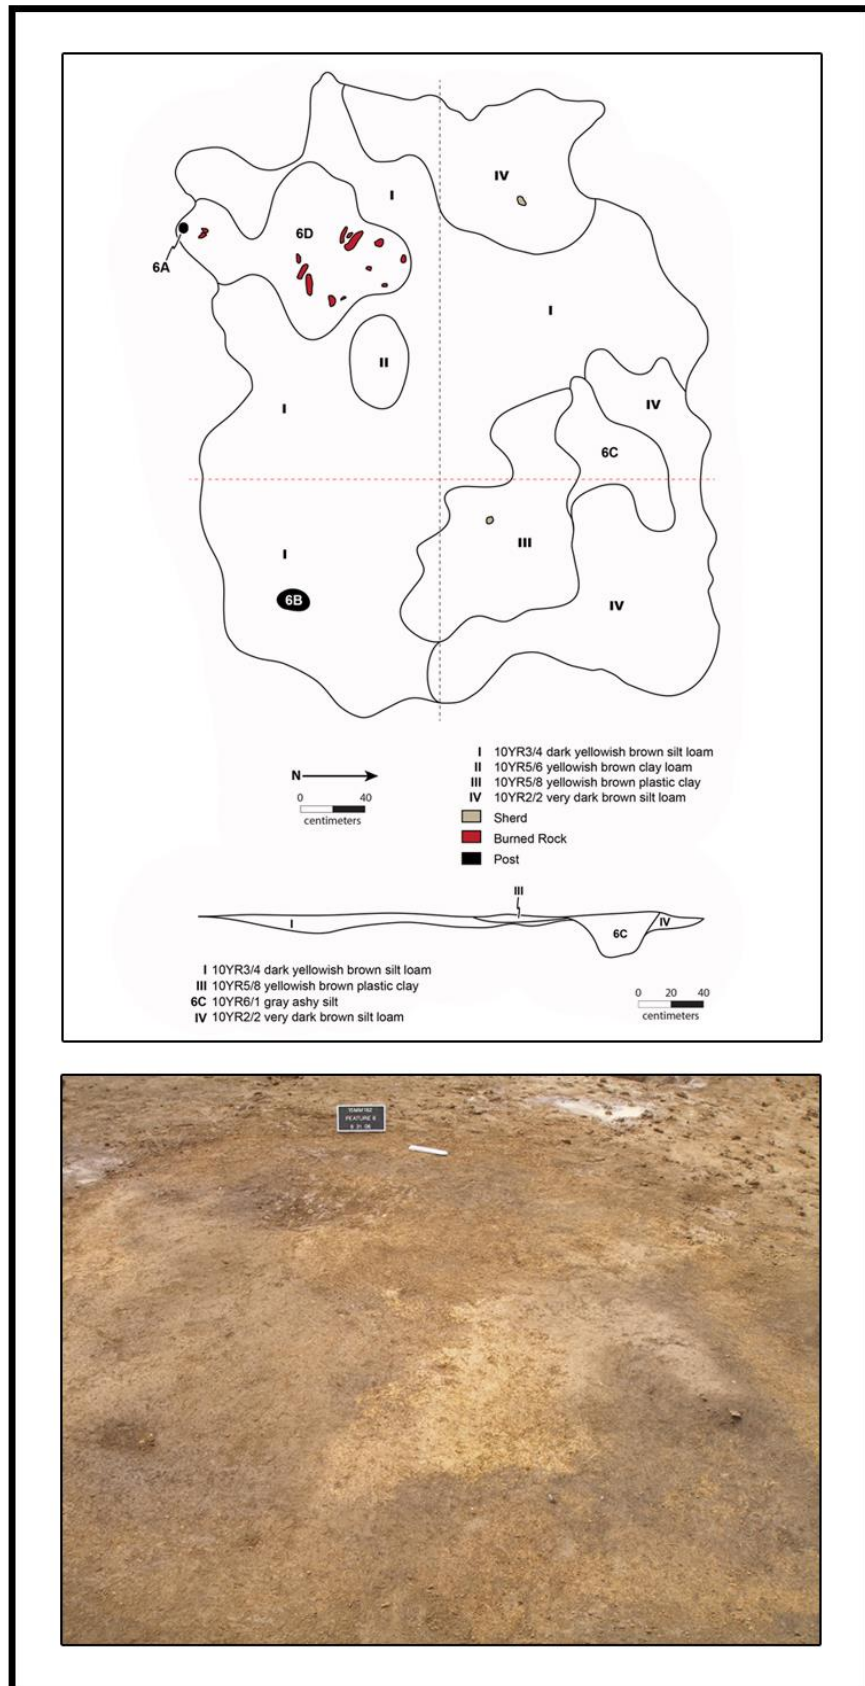 IV
I
6D
6A
I
II
I
IV
6C
I
III
6B
IV
N
0 40
centimeters
I 10YR3/4 dark yellowish brown silt loam
II 10YR5/6 yellowish brown clay loam
III 10YR5/8 yellowish brown plastic clay
IV 10YR2/2 very dark brown silt loam
Sherd
Burned Rock
Post
III
I
6C
IV
I 10YR3/4 dark yellowish brown silt loam
III 10YR5/8 yellowish brown plastic clay
6C 10YR6/1 gray ashy silt
IV 10YR2/2 very dark brown silt loam
0 20 40
centimeters
FEATURE 6